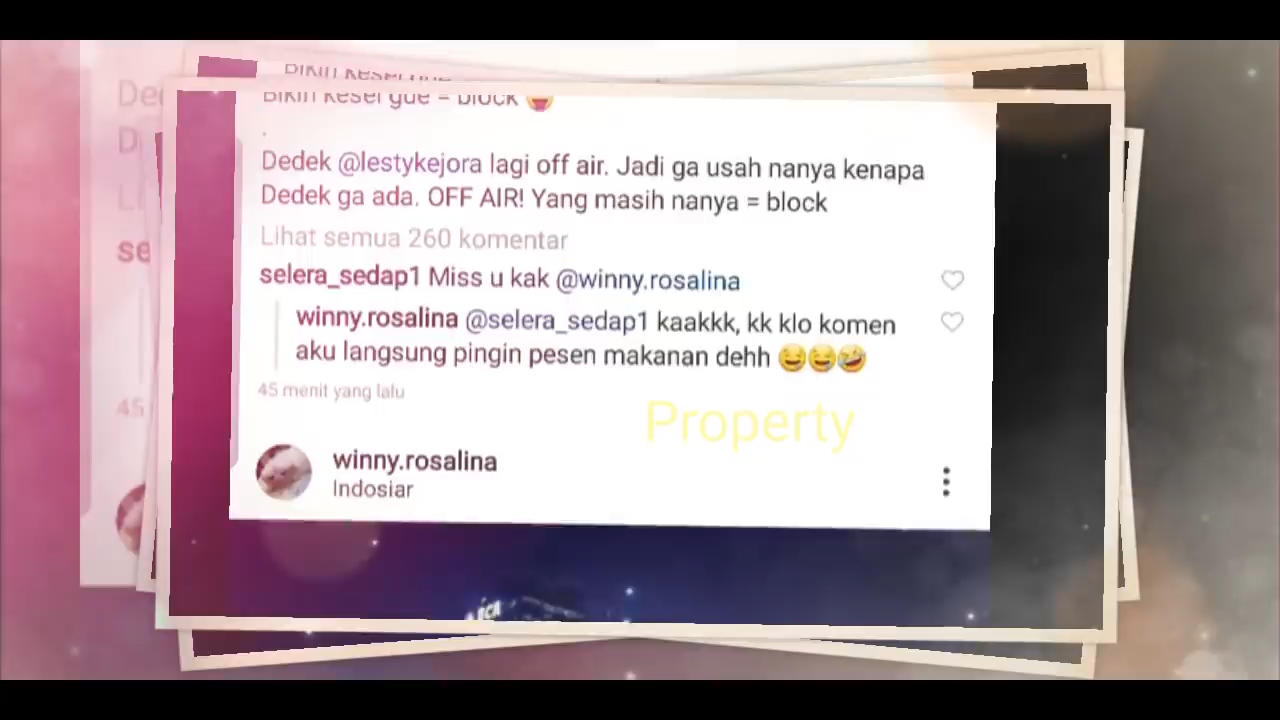 Bikin kesel gue = block
.
Dedek @lestykejora lagi off air. Jadi ga usah nanya kenapa
Dedek ga ada. OFF AIR! Yang masih nanya = block
Lihat semua 260 komentar
selera_sedap1 Miss u kak @winny.rosalina
winny.rosalina @selera_sedap1 kaakkk, kk klo komen
aku langsung pingin pesen makanan dehh 😆😆🤣
45 menit yang lalu
Property
winny.rosalina
Indosiar